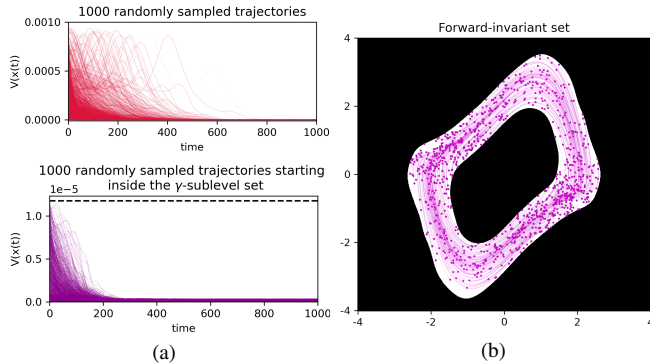 1000 randomly sampled trajectories
V(x(t))
0.0010
0.0005
0.0000
0 200 400 600 800 1000
time
1000 randomly sampled trajectories starting
inside the γ-sublevel set
1e−5
V(x(t))
1.0
0.5
0.0
0 200 400 600 800 1000
time
(a)
Forward-invariant set
4
2
0
−2
−4
−4 −2 0 2 4
(b)